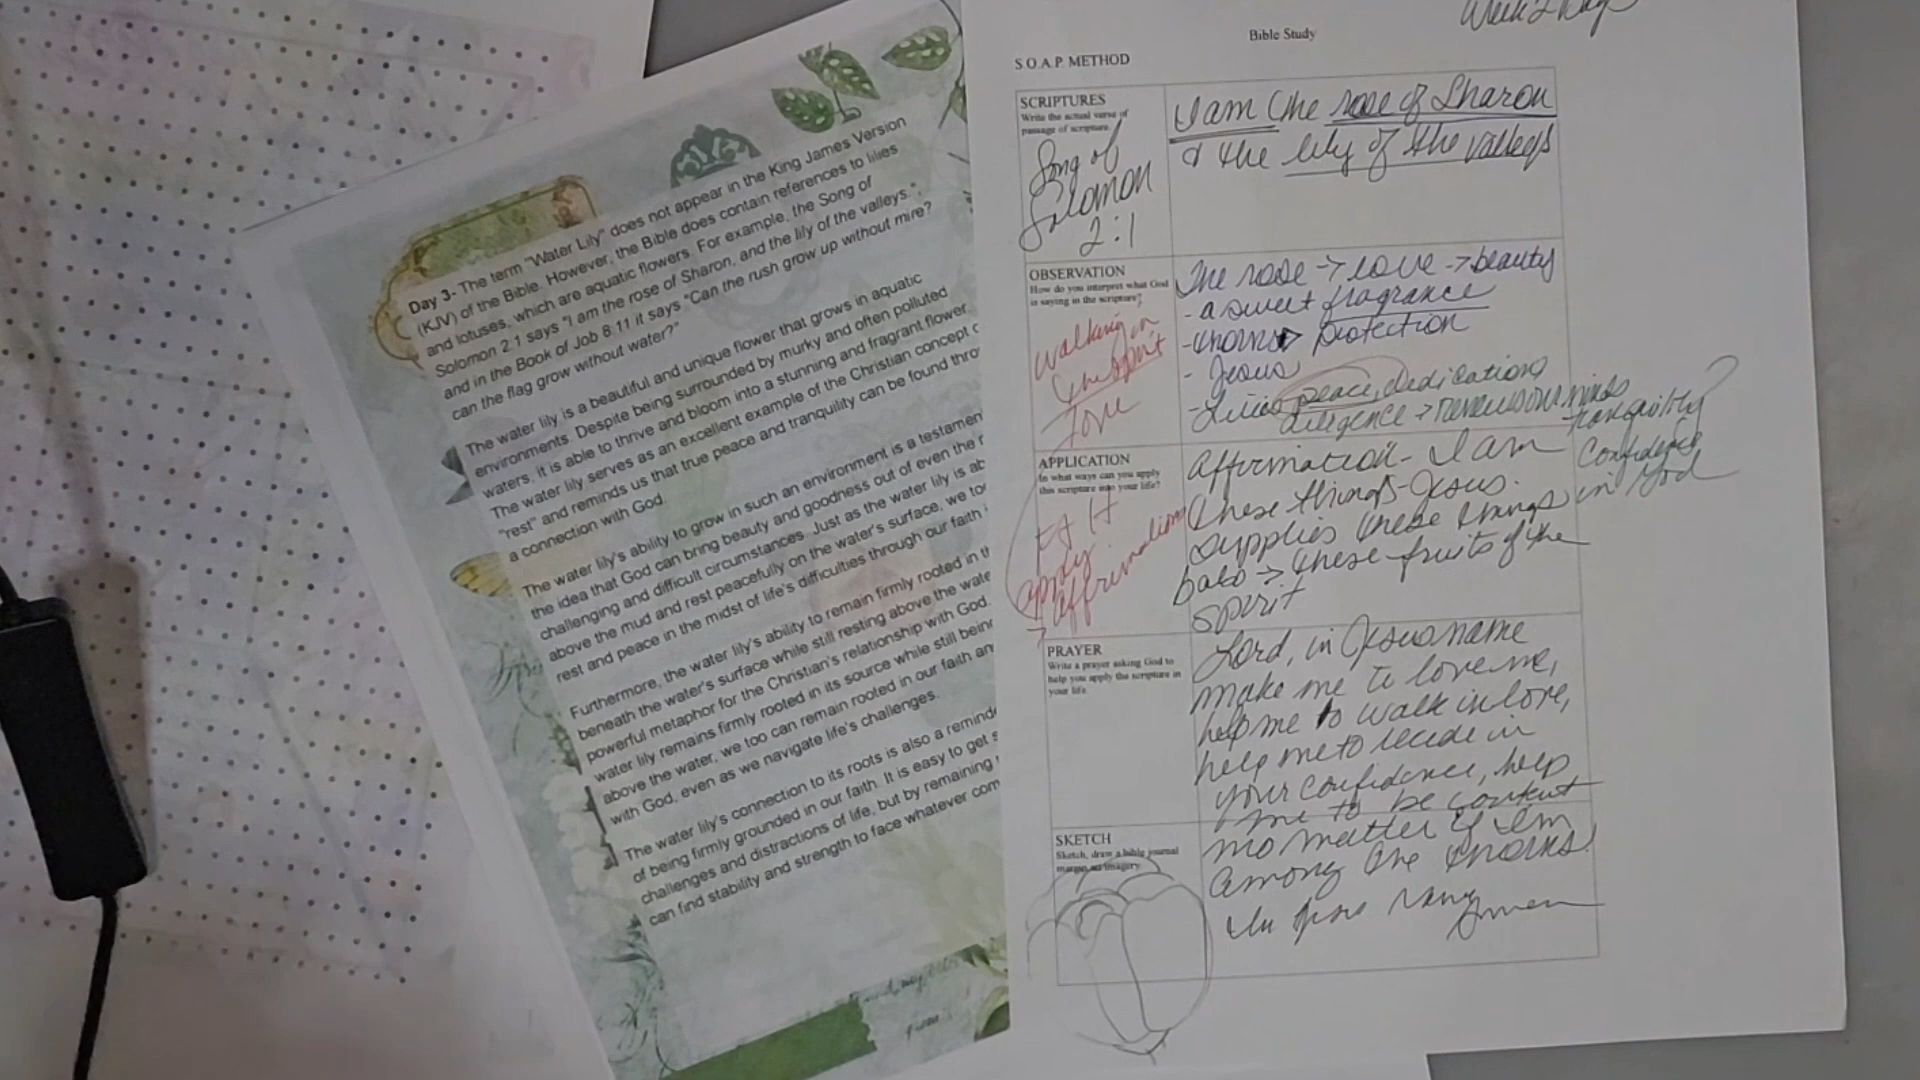 Day 3- The term "Water Lily" does not appear in the King James Version
(KJV) of the Bible. However, the Bible does contain references to lilies
and lotuses, which are aquatic flowers. For example, the Song of
Solomon 2:1 says "I am the rose of Sharon, and the lily of the valleys.",
and in the Book of Job 8:11 it says "Can the rush grow up without mire?
can the flag grow without water?"
The water lily is a beautiful and unique flower that grows in aquatic
environments. Despite being surrounded by murky and often polluted
waters, it is able to thrive and bloom into a stunning and fragrant flower.
The water lily serves as an excellent example of the Christian concept
"rest" and reminds us that true peace and tranquility can be found
a connection with God.
The water lily's ability to grow in such an environment is a
the idea that God can bring beauty and goodness out of even the
challenging and difficult circumstances. Just as the water lily is
above the mud and rest peacefully on the water's surface, we
rest and peace in the midst of life's difficulties through our faith
Furthermore, the water lily's ability to remain firmly rooted in
beneath the water's surface while still resting above the
powerful metaphor for the Christian's relationship with God.
water lily remains firmly rooted in its source while still
above the water, we too can remain rooted in our faith
with God, even as we navigate life's challenges.
The water lily's connection to its roots is also a
of being firmly grounded in our faith. It is easy to get
challenges and distractions of life, but by remaining
can find stability and strength to face whatever
Week 2 Day
Bible Study
S.O.A.P. METHOD
SCRIPTURES
Write the actual verse of
passage of scripture.
Song of
Solomon
2:1
I am the rose of Sharon
& the lily of the valleys
OBSERVATION
How do you interpret what God
is saying in the scripture?
walking in
the spirit
love
The rose → love → beauty
- a sweet fragrance
- thorns protection
- Jesus
- Lilies peace, dedication,
diligence →
tranquility
confidence
in God
APPLICATION
In what ways can you apply
this scripture into your life?
apply
affirmations
affirmation - I am
these things - Jesus.
supplies these things
→ these fruits of the
spirit
PRAYER
Write a prayer asking God to
help you apply the scripture in
your life.
Lord, in Jesus name
make me to love me,
help me to walk in love,
help me to reside in
your confidence, help
me to be content
no matter if I'm
among the thorns.
In Amen
SKETCH
Sketch, draw a bible journal
margin, an imagery.